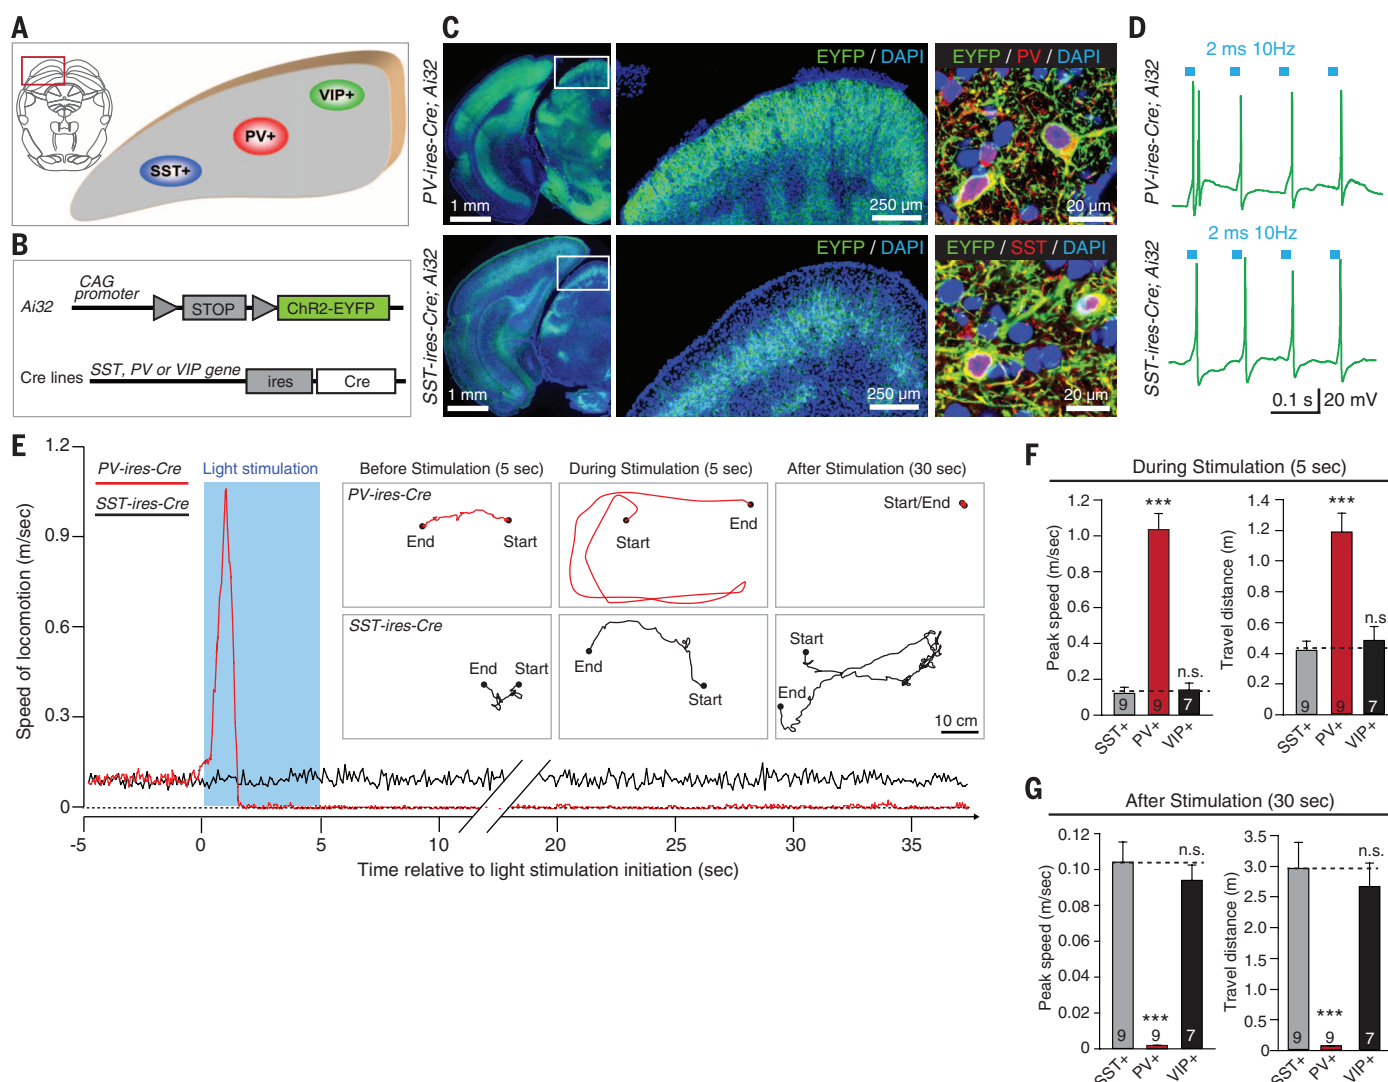 A
VIP+
PV+
SST+
B
Ai32
CAG
promoter
STOP
ChR2-EYFP
Cre lines
SST, PV or VIP gene
ires
Cre
C
PV-ires-Cre; Ai32
1 mm
EYFP / DAPI
250 µm
EYFP / PV / DAPI
20 µm
SST-ires-Cre; Ai32
1 mm
EYFP / DAPI
250 µm
EYFP / SST / DAPI
20 µm
D
PV-ires-Cre; Ai32
2 ms 10Hz
SST-ires-Cre; Ai32
2 ms 10Hz
0.1 s
20 mV
E
Speed of locomotion (m/sec)
1.2
0.9
0.6
0.3
0
PV-ires-Cre
SST-ires-Cre
Light stimulation
Before Stimulation (5 sec)
During Stimulation (5 sec)
After Stimulation (30 sec)
PV-ires-Cre
End
Start
Start
End
Start/End
SST-ires-Cre
End
Start
End
Start
Start
End
10 cm
-5
0
5
10
20
25
30
35
Time relative to light stimulation initiation (sec)
F
During Stimulation (5 sec)
Peak speed (m/sec)
1.2
1.0
0.8
0.6
0.4
0.2
0
***
n.s.
9
9
7
SST+
PV+
VIP+
Travel distance (m)
1.4
1.2
1.0
0.8
0.6
0.4
0.2
0
***
n.s
9
9
7
SST+
PV+
VIP+
G
After Stimulation (30 sec)
Peak speed (m/sec)
0.12
0.10
0.08
0.06
0.04
0.02
0
n.s.
***
9
9
7
SST+
PV+
VIP+
Travel distance (m)
3.5
3.0
2.5
2.0
1.5
1.0
0.5
0
n.s.
***
9
9
7
SST+
PV+
VIP+